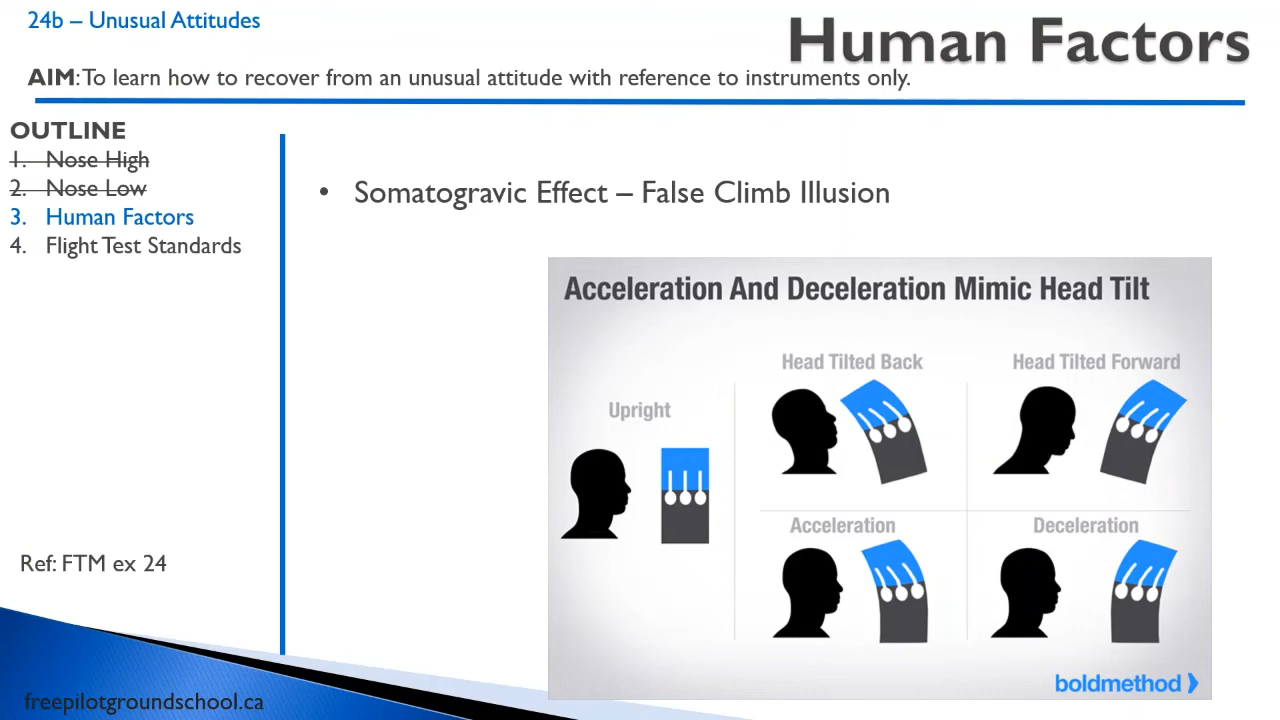 24b – Unusual Attitudes
Human Factors
AIM: To learn how to recover from an unusual attitude with reference to instruments only.
OUTLINE
1. Nose High
2. Nose Low
3. Human Factors
4. Flight Test Standards
• Somatogravic Effect – False Climb Illusion
Acceleration And Deceleration Mimic Head Tilt
Head Tilted Back
Head Tilted Forward
Upright
Acceleration
Deceleration
boldmethod
Ref: FTM ex 24
freepilotgroundschool.ca